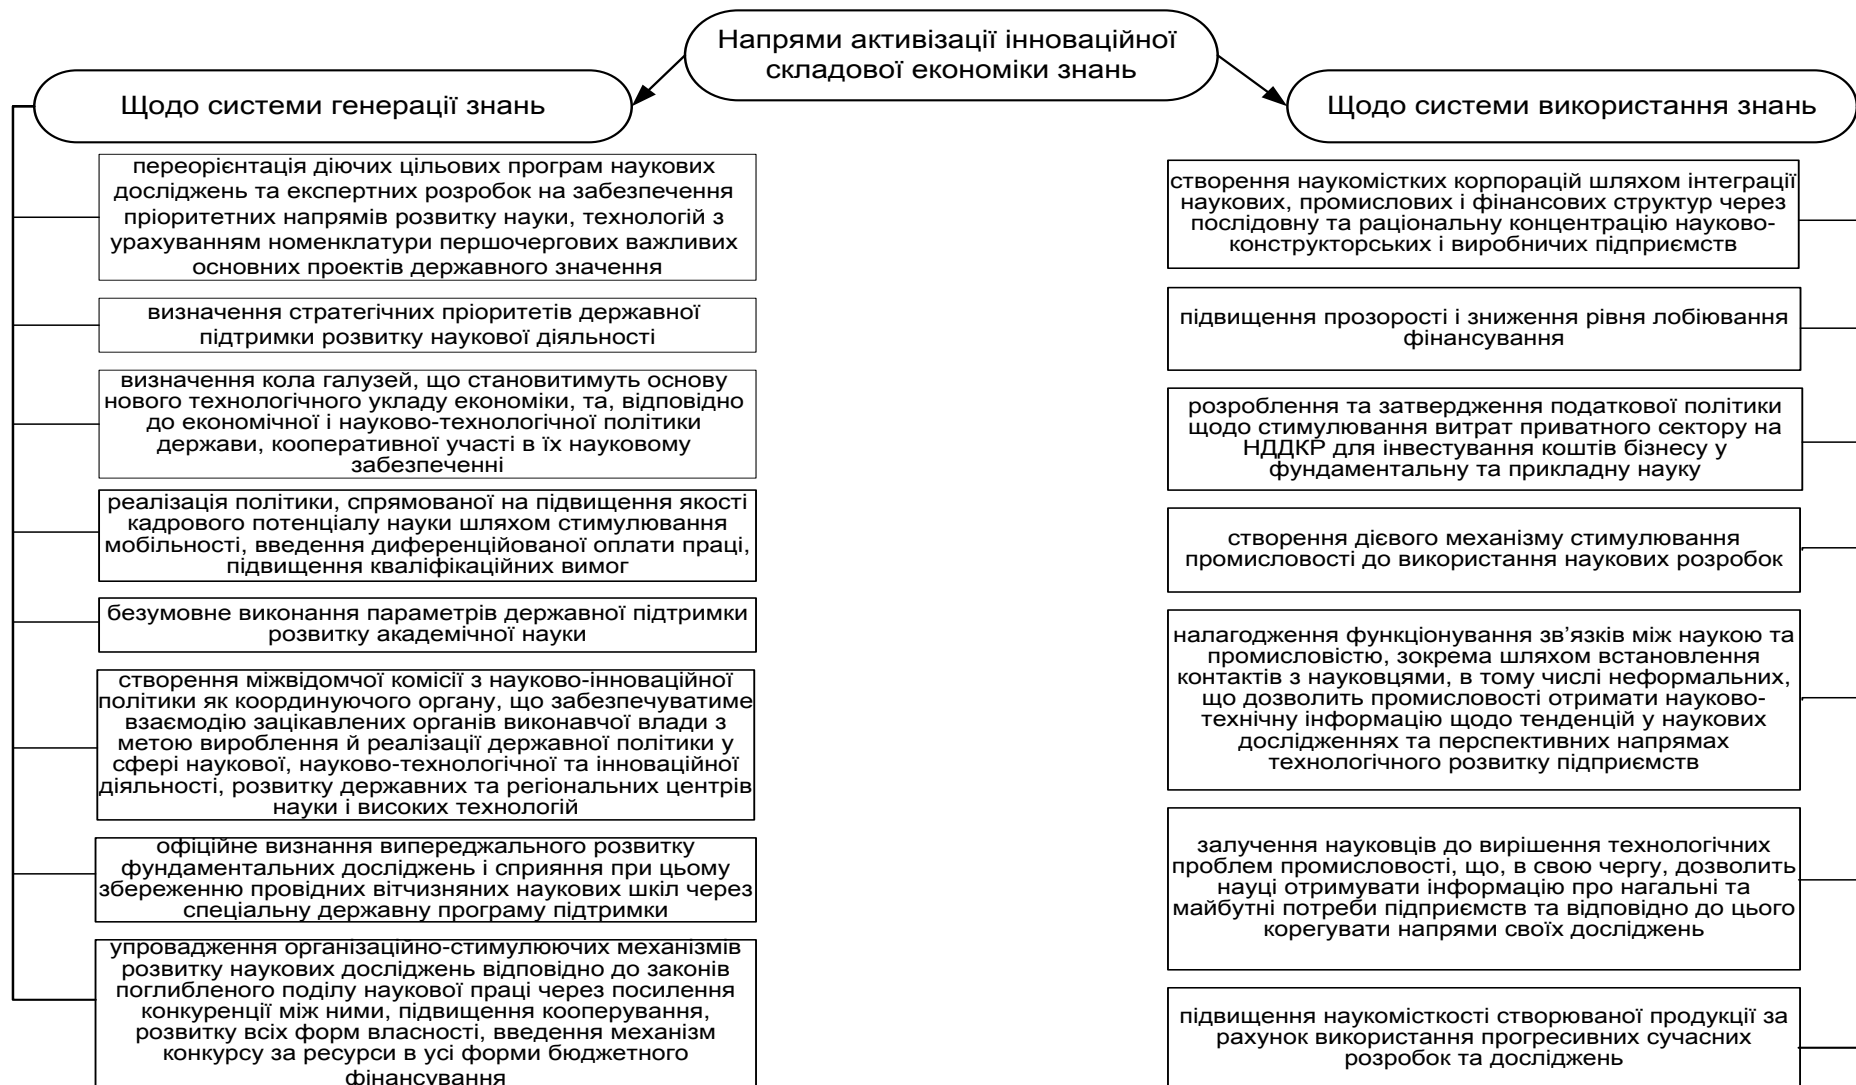 Напрями активізації інноваційної
складової економіки знань
Щодо системи генерації знань
переорієнтація діючих цільових програм наукових
досліджень та експертних розробок на забезпечення
пріоритетних напрямів розвитку науки, технологій з
урахуванням номенклатури першочергових важливих
основних проектів державного значення
визначення стратегічних пріоритетів державної
підтримки розвитку наукової діяльності
визначення кола галузей, що становитимуть основу
нового технологічного укладу економіки, та, відповідно
до економічної і науково-технологічної політики
держави, кооперативної участі в їх науковому
забезпеченні
реалізація політики, спрямованої на підвищення якості
кадрового потенціалу науки шляхом стимулювання
мобільності, введення диференційованої оплати праці,
підвищення кваліфікаційних вимог
безумовне виконання параметрів державної підтримки
розвитку академічної науки
створення міжвідомчої комісії з науково-інноваційної
політики як координуючого органу, що забезпечуватиме
взаємодію зацікавлених органів виконавчої влади з
метою вироблення й реалізації державної політики у
сфері наукової, науково-технологічної та інноваційної
діяльності, розвитку державних та регіональних центрів
науки і високих технологій
офіційне визнання випереджального розвитку
фундаментальних досліджень і сприяння при цьому
збереженню провідних вітчизняних наукових шкіл через
спеціальну державну програму підтримки
упровадження організаційно-стимулюючих механізмів
розвитку наукових досліджень відповідно до законів
поглибленого поділу наукової праці через посилення
конкуренції між ними, підвищення кооперування,
розвитку всіх форм власності, введення механізм
конкурсу за ресурси в усі форми бюджетного
фінансування
Щодо системи використання знань
створення наукомістких корпорацій шляхом інтеграції
наукових, промислових і фінансових структур через
послідовну та раціональну концентрацію науково-
конструкторських і виробничих підприємств
підвищення прозорості і зниження рівня лобіювання
фінансування
розроблення та затвердження податкової політики
щодо стимулювання витрат приватного сектору на
НДДКР для інвестування коштів бізнесу у
фундаментальну та прикладну науку
створення дієвого механізму стимулювання
промисловості до використання наукових розробок
налагодження функціонування зв’язків між наукою та
промисловістю, зокрема шляхом встановлення
контактів з науковцями, в тому числі неформальних,
що дозволить промисловості отримати науково-
технічну інформацію щодо тенденцій у наукових
дослідженнях та перспективних напрямах
технологічного розвитку підприємств
залучення науковців до вирішення технологічних
проблем промисловості, що, в свою чергу, дозволить
науці отримувати інформацію про нагальні та
майбутні потреби підприємств та відповідно до цього
корегувати напрями своїх досліджень
підвищення наукомісткості створюваної продукції за
рахунок використання прогресивних сучасних
розробок та досліджень